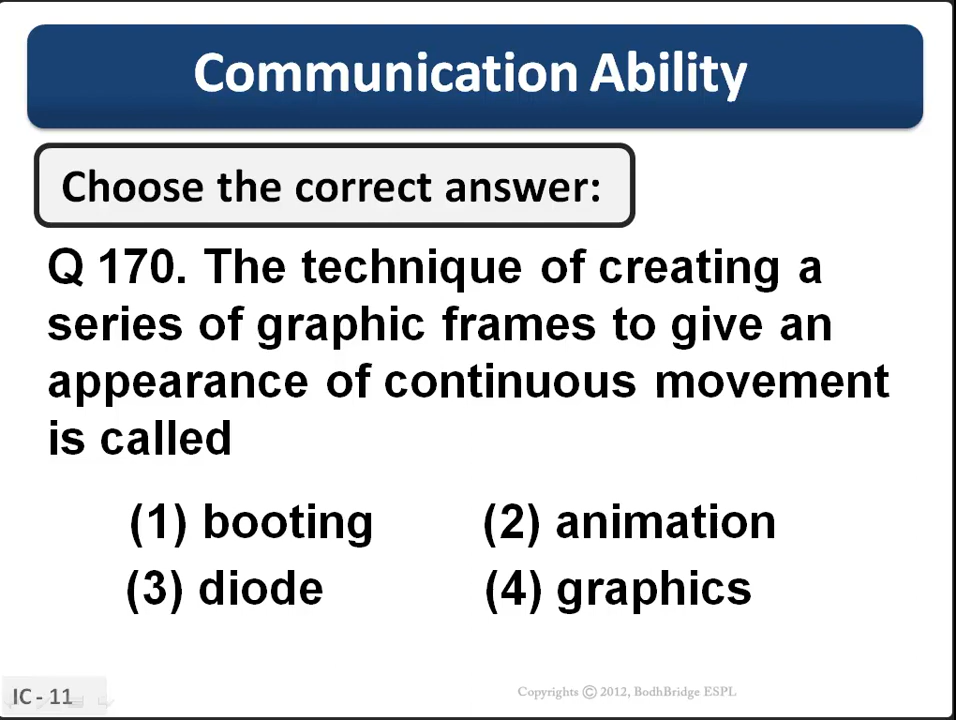 Communication Ability
Choose the correct answer:
Q 170. The technique of creating a
series of graphic frames to give an
appearance of continuous movement
is called
(1) booting (2) animation
(3) diode (4) graphics
IC - 11
Copyrights © 2012, BodhBridge ESPL